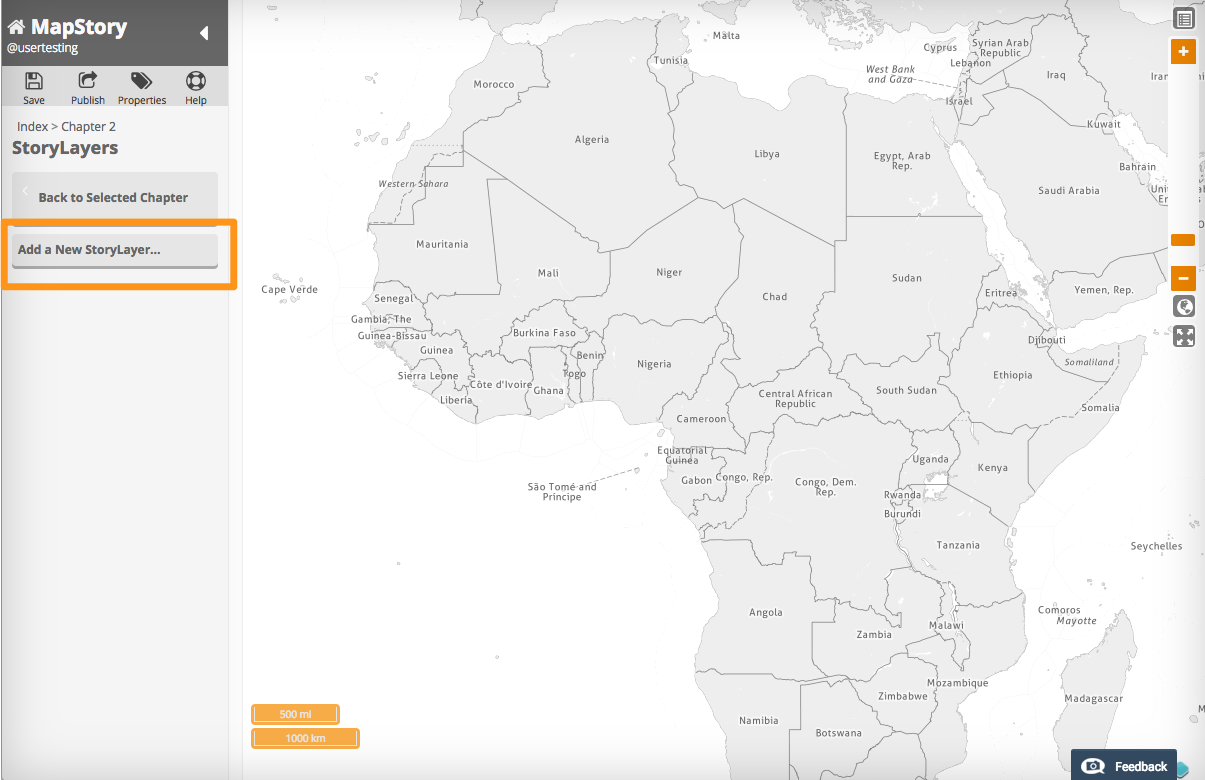 MapStory
@usertesting
Save
Publish
Properties
Help
Index > Chapter 2
StoryLayers
Back to Selected Chapter
Add a New StoryLayer...
Malta
Tunisia
Cyprus
Syrian Arab
Republic
Lebanon
West Bank
and Gaza
Iraq
Iran
Morocco
Israel
Algeria
Libya
Egypt, Arab
Rep.
Kuwait
Bahrain
Western Sahara
Saudi Arabia
Mauritania
Mali
Niger
Chad
Sudan
Cape Verde
Senegal
Eritrea
Yemen, Rep.
Gambia, The
Guinea-Bissau
Burkina Faso
Guinea
Benin
Djibouti
Togo
Nigeria
Somaliland
Sierra Leone
Côte d'Ivoire
Ghana
Ethiopia
Liberia
Central African
Republic
South Sudan
Somalia
Cameroon
Equatorial
Guinea
Uganda
Kenya
Gabon
Congo, Rep.
Congo, Dem.
Rep.
São Tomé and
Principe
Rwanda
Burundi
Tanzania
Seychelles
Angola
Comoros
Mayotte
Malawi
Zambia
Mozambique
Zimbabwe
Madagascar
Namibia
Botswana
500 mi
1000 km
Feedback